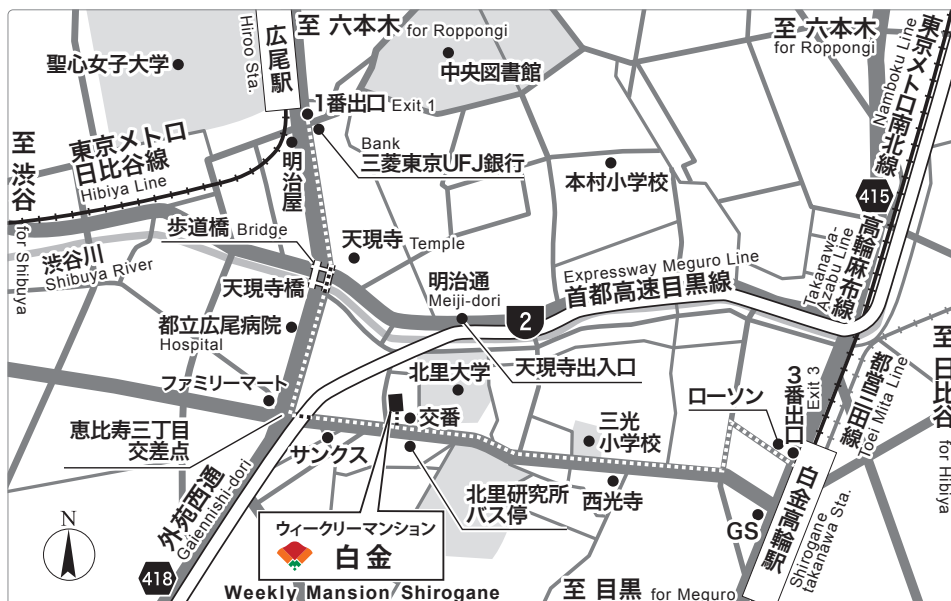 至 六本木 for Roppongi
広尾駅
Hiroo Sta.
聖心女子大学
中央図書館
至 六本木
for Roppongi
東京メトロ南北線
Namboku Line
1番出口 Exit 1
Bank
三菱東京UFJ銀行
東京メトロ
日比谷線
Hibiya Line
至 渋谷
for Shibuya
明治屋
本村小学校
415
高輪麻布線
Takanawa-
Azabu Line
歩道橋 Bridge
天現寺 Temple
渋谷川
Shibuya River
天現寺橋
明治通
Meiji-dori
Expressway Meguro Line
首都高速目黒線
2
都立広尾病院
Hospital
天現寺出入口
ファミリーマート
北里大学
交番
三光
小学校
ローソン
3番出口
Exit 3
都営三田線
Toei Mita Line
至 日比谷
for Hibiya
恵比寿三丁目
交差点
サンクス
北里研究所
バス停
西光寺
GS
白金高輪駅
Shirogane
takanawa Sta.
外苑西通
Gaiennishi-dori
418
N
ウィークリーマンション
白金
Weekly Mansion Shirogane
至 目黒 for Meguro